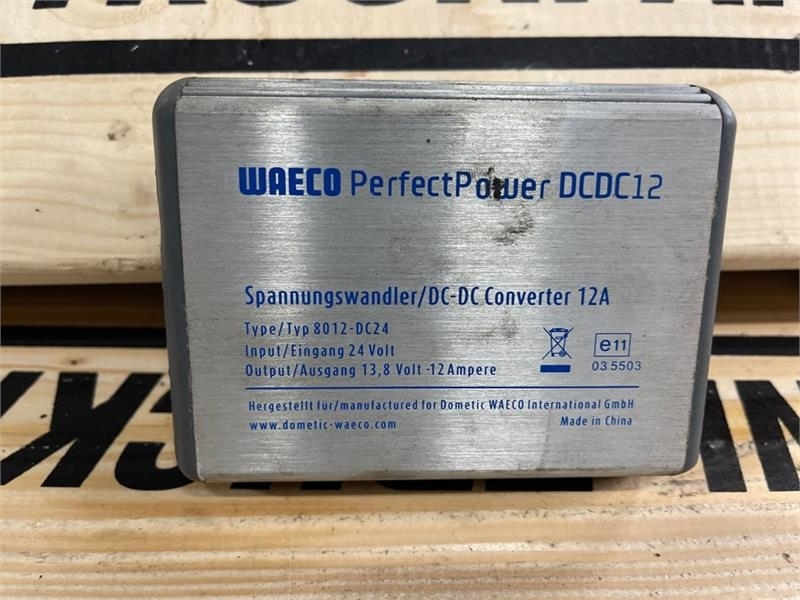 WAECO PerfectPower DCDC12
Spannungswandler/DC-DC Converter 12A
Type/Typ 8012-DC24
Input/Eingang 24 Volt
Output/Ausgang 13,8 Volt -12Ampere
e11
03 5503
Hergestellt für/manufactured for Dometic WAECO International GmbH
www.dometic-waeco.com
Made in China